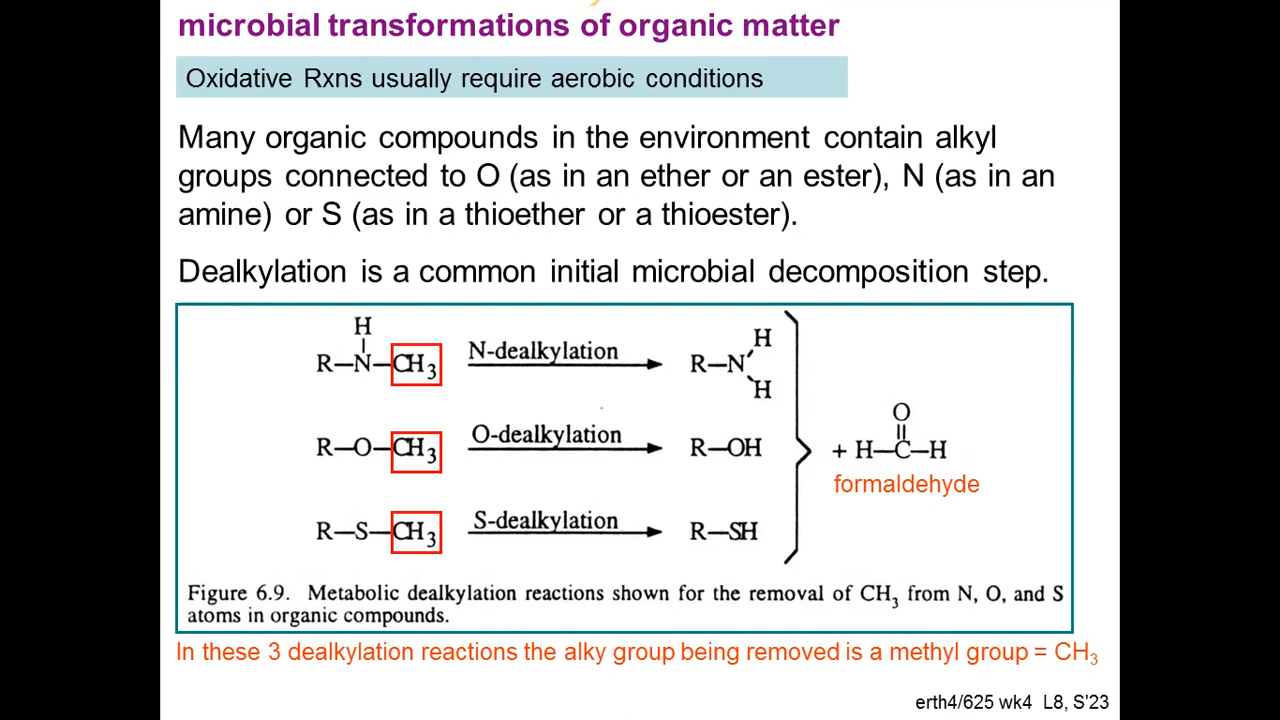 microbial transformations of organic matter
Oxidative Rxns usually require aerobic conditions
Many organic compounds in the environment contain alkyl
groups connected to O (as in an ether or an ester), N (as in an
amine) or S (as in a thioether or a thioester).
Dealkylation is a common initial microbial decomposition step.
H
R—N—CH₃ N-dealkylation R—N H
H
R—O—CH₃ O-dealkylation R—OH
R—S—CH₃ S-dealkylation R—SH
O
+ H—C—H
formaldehyde
Figure 6.9. Metabolic dealkylation reactions shown for the removal of CH₃ from N, O, and S
atoms in organic compounds.
In these 3 dealkylation reactions the alky group being removed is a methyl group = CH₃
erth4/625 wk4 L8, S'23